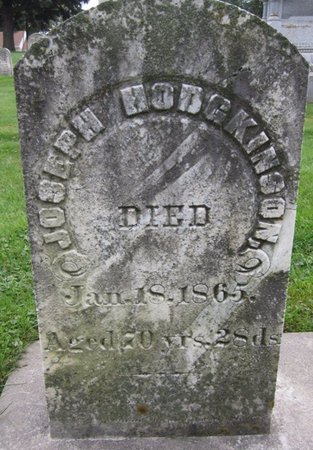 JOSEPH HODGKINSON,
DIED
Jan. 18. 1865.
Aged 70 yrs. 28 ds